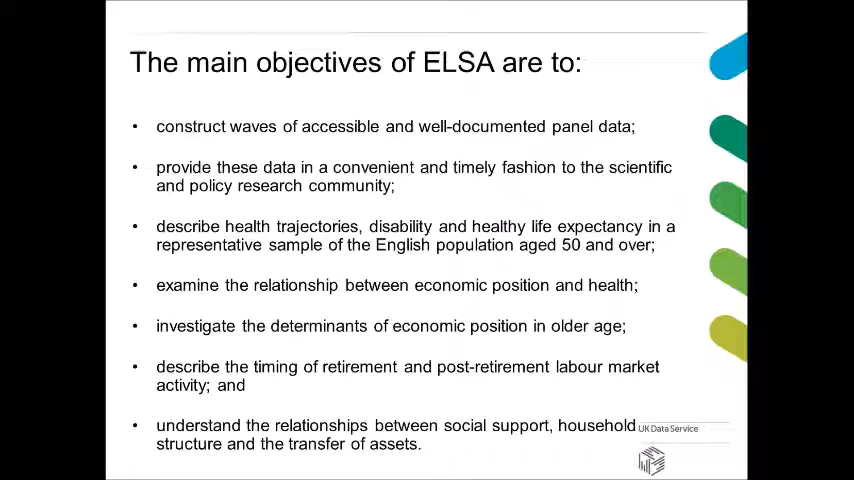 The main objectives of ELSA are to:
• construct waves of accessible and well-documented panel data;
• provide these data in a convenient and timely fashion to the scientific
and policy research community;
• describe health trajectories, disability and healthy life expectancy in a
representative sample of the English population aged 50 and over;
• examine the relationship between economic position and health;
• investigate the determinants of economic position in older age;
• describe the timing of retirement and post-retirement labour market
activity; and
• understand the relationships between social support, household
structure and the transfer of assets.
UK Data Service